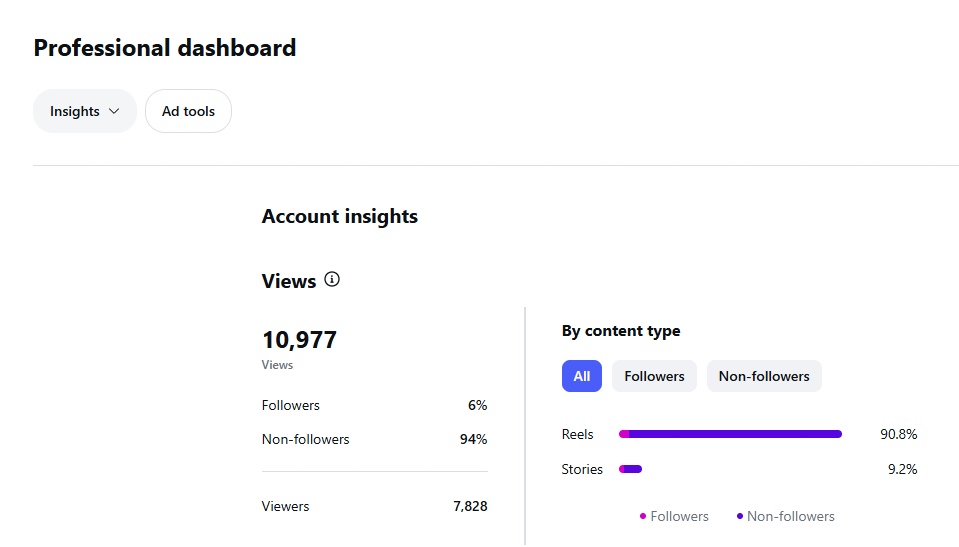 Professional dashboard
Insights
Ad tools
Account insights
Views
10,977
Views
Followers 6%
Non-followers 94%
Viewers 7,828
By content type
All Followers Non-followers
Reels 90.8%
Stories 9.2%
Followers Non-followers